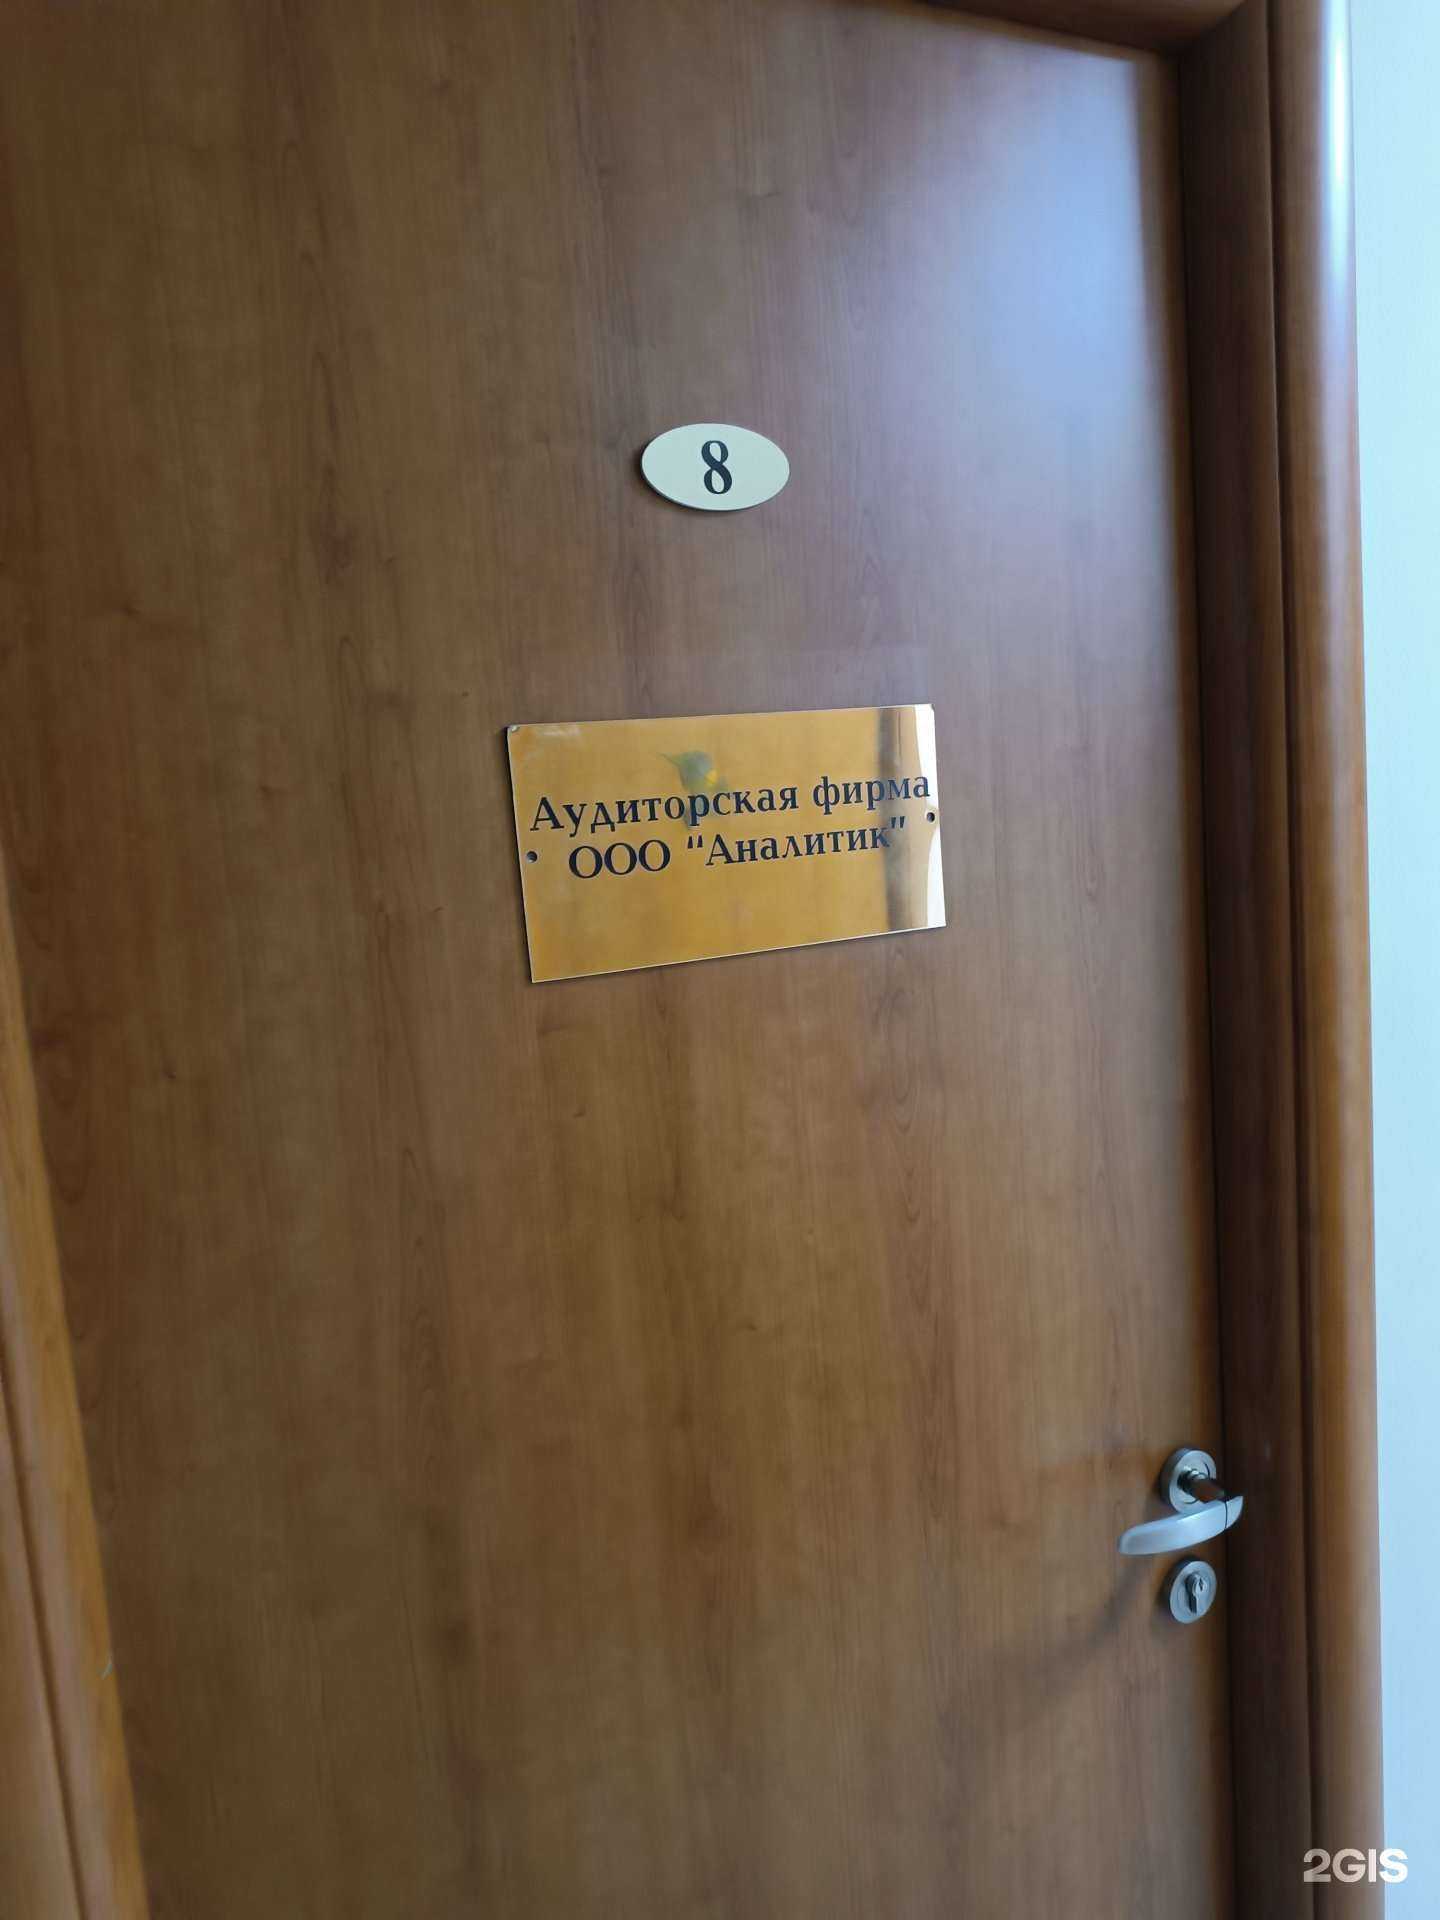 8
Аудиторская фирма
ООО "Аналитик"
2GIS